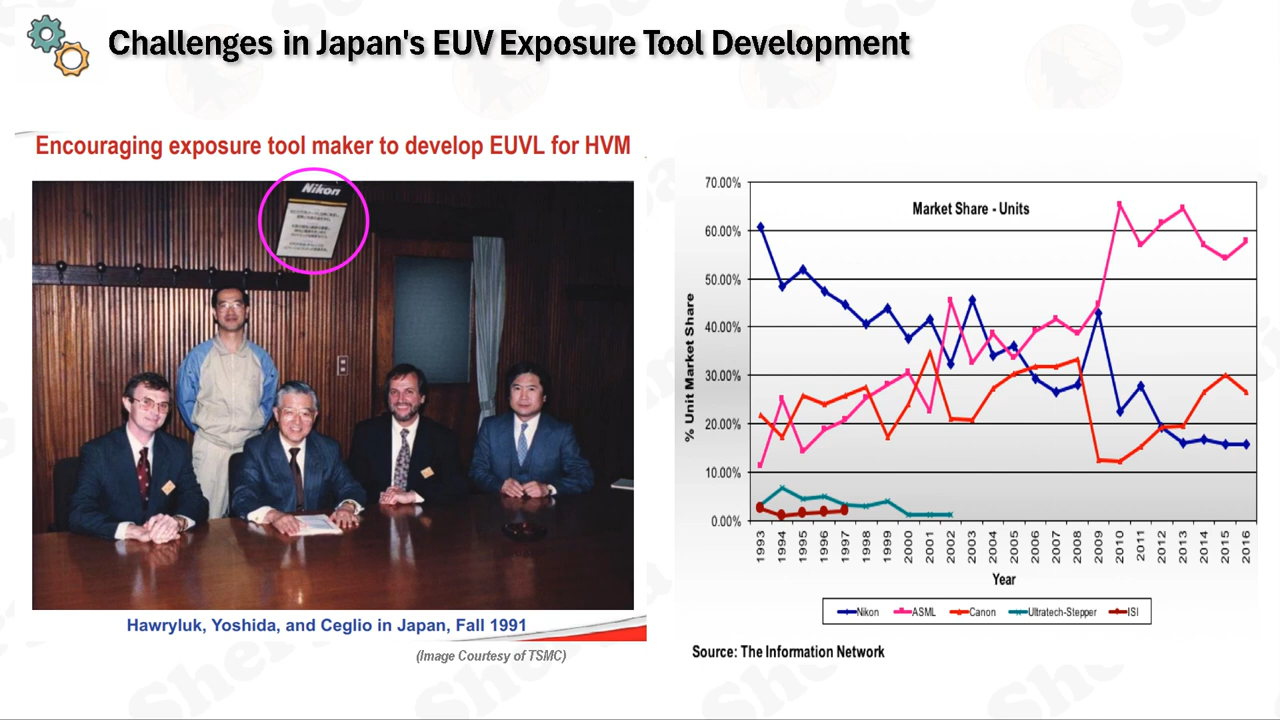 Challenges in Japan's EUV Exposure Tool Development
Encouraging exposure tool maker to develop EUVL for HVM
Nikon
Hawryluk, Yoshida, and Ceglio in Japan, Fall 1991
(Image Courtesy of TSMC)
Market Share - Units
% Unit Market Share
70.00%
60.00%
50.00%
40.00%
30.00%
20.00%
10.00%
0.00%
1993 1994 1995 1996 1997 1998 1999 2000 2001 2002 2003 2004 2005 2006 2007 2008 2009 2010 2011 2012 2013 2014 2015 2016
Year
Nikon ASML Canon Ultratech-Stepper ISI
Source: The Information Network